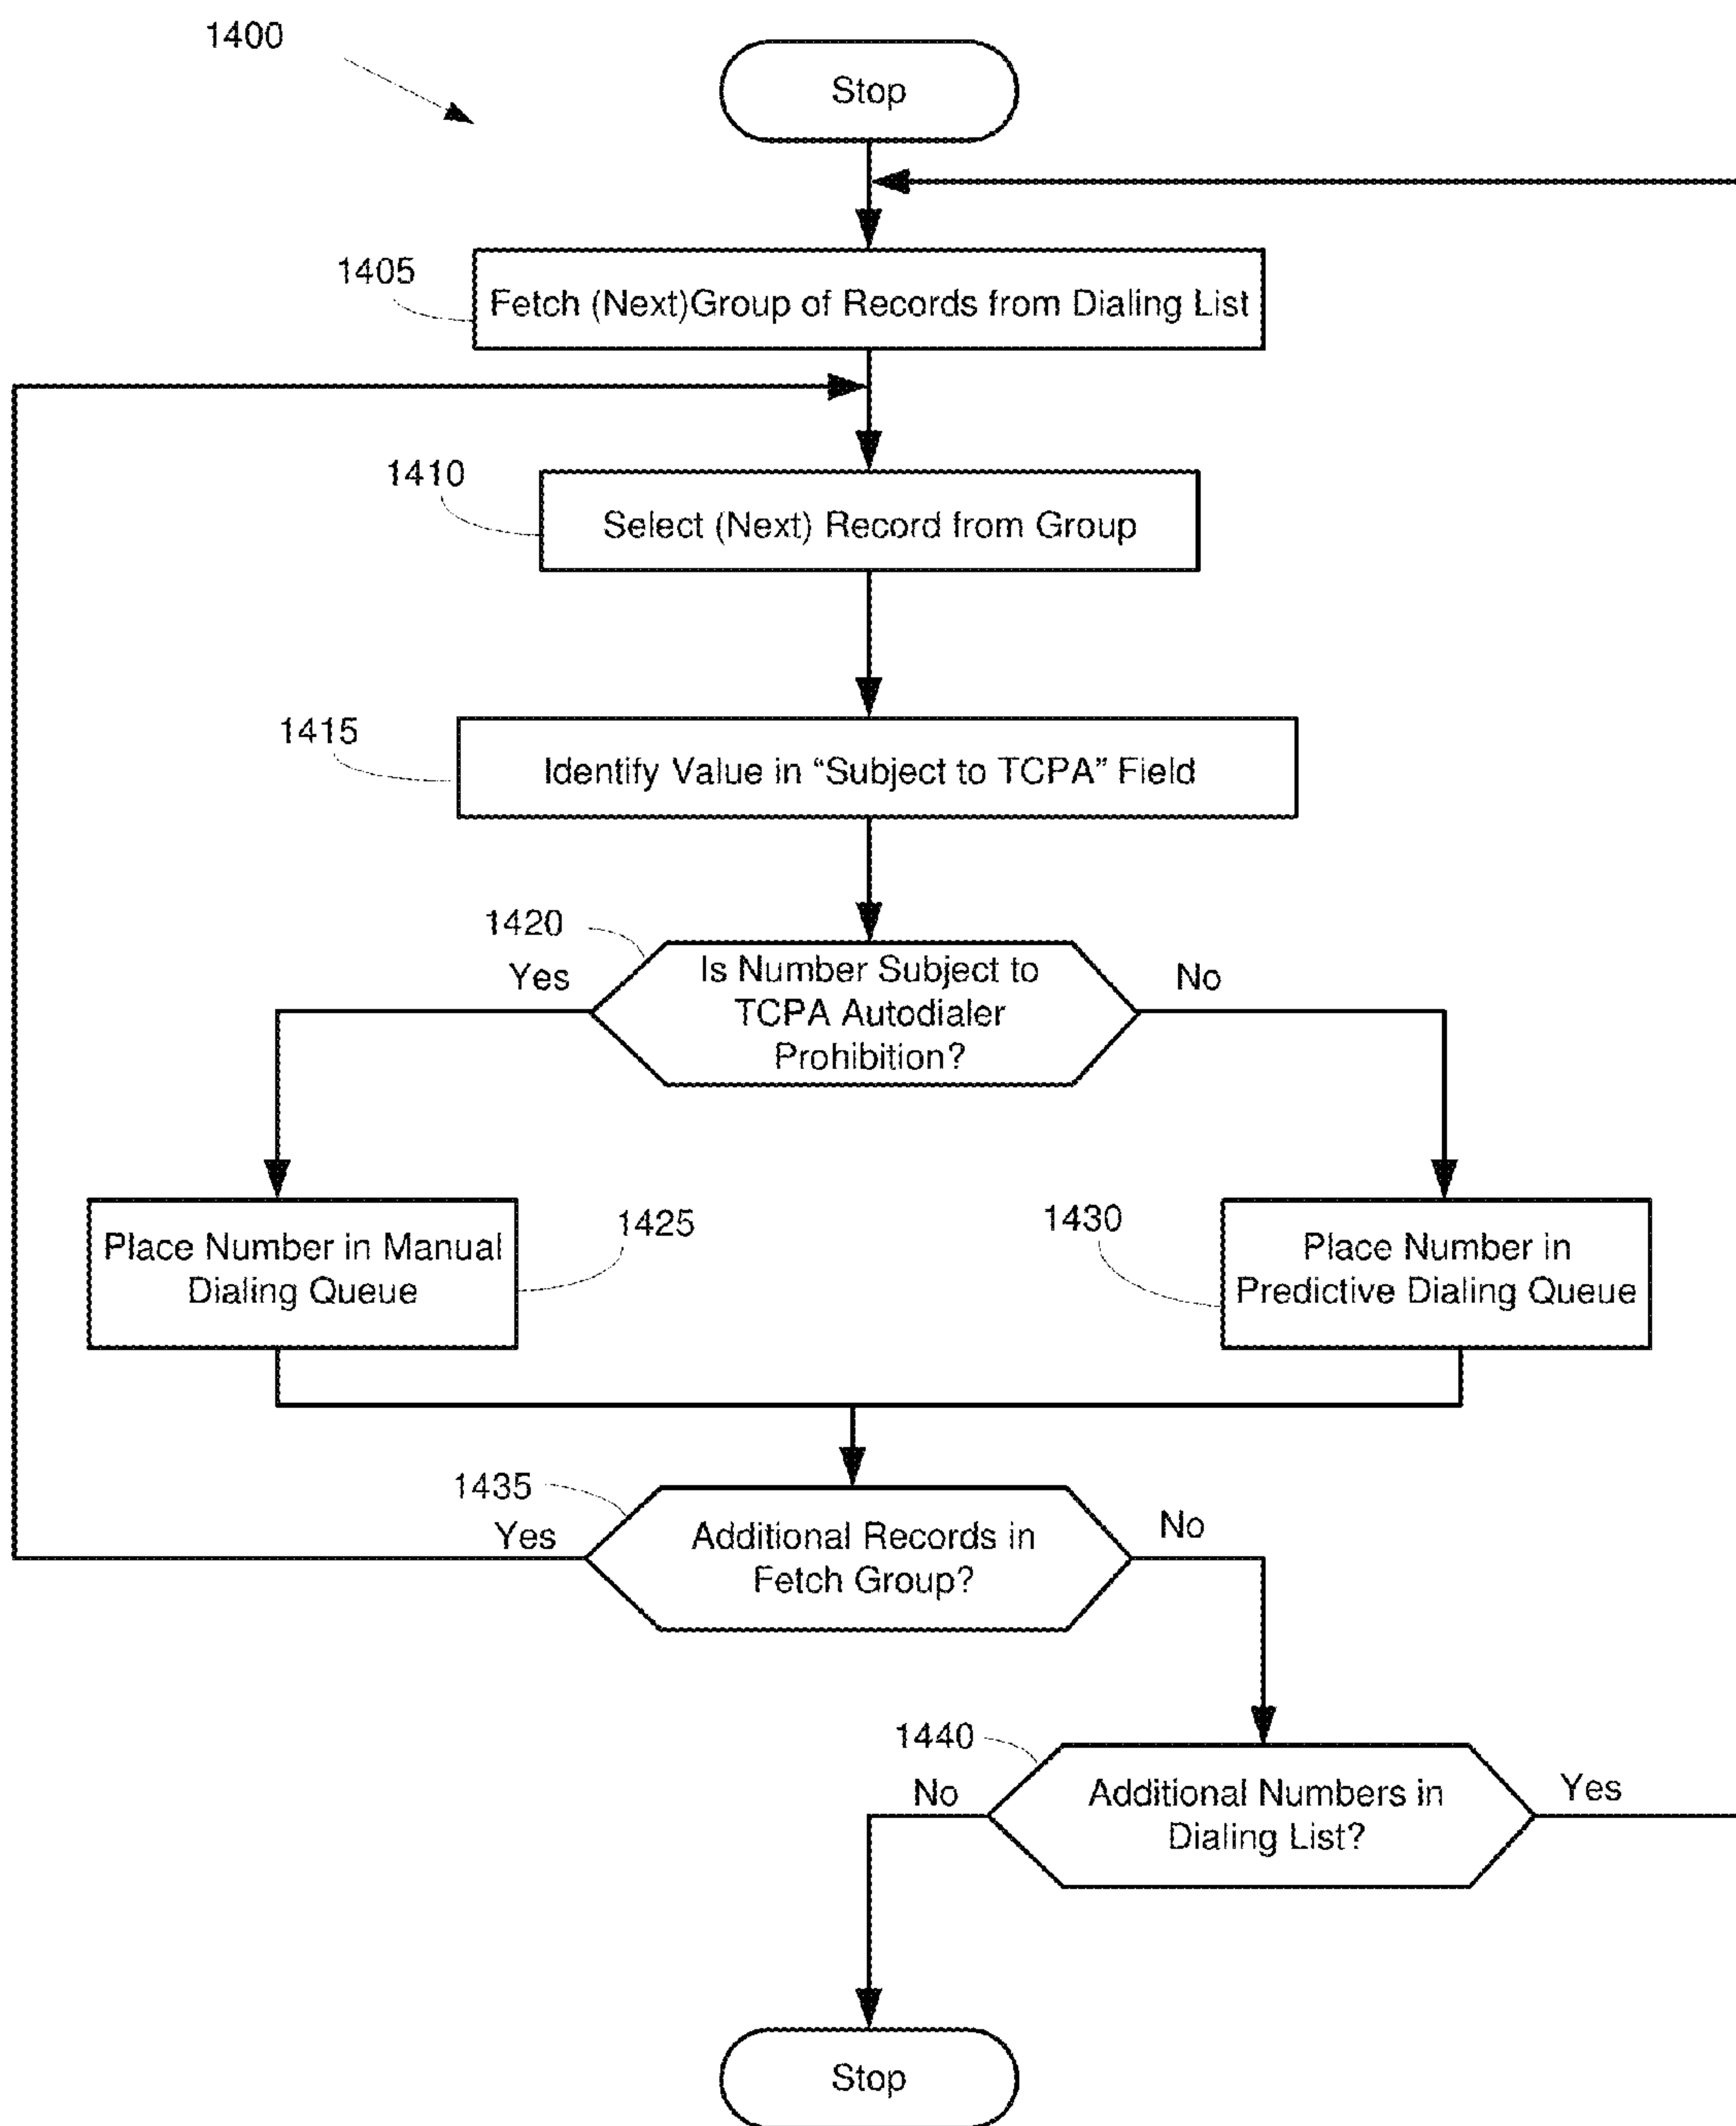 1400
Stop
1405
Fetch (Next)Group of Records from Dialing List
1410
Select (Next) Record from Group
1415
Identify Value in “Subject to TCPA” Field
1420
Yes
Is Number Subject to
TCPA Autodialer
Prohibition?
No
Place Number in Manual
Dialing Queue
1425
1430
Place Number in
Predictive Dialing Queue
1435
Yes
Additional Records in
Fetch Group?
No
1440
No
Additional Numbers in
Dialing List?
Yes
Stop